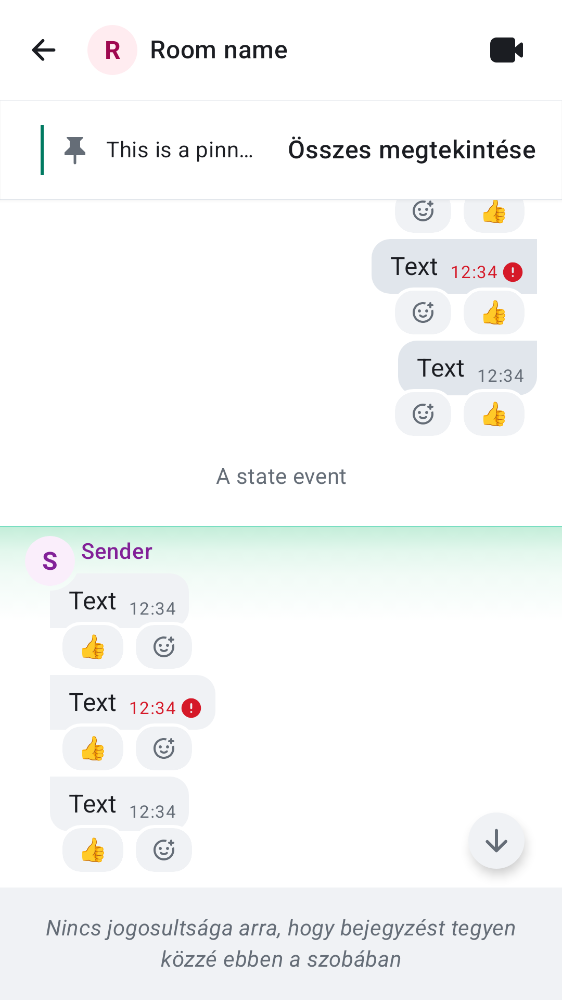 R Room name
This is a pinn... Összes megtekintése
👍
Text 12:34
👍
Text 12:34
👍
A state event
S Sender
Text 12:34
👍
Text 12:34
👍
Text 12:34
👍
Nincs jogosultsága arra, hogy bejegyzést tegyen
közzé ebben a szobában